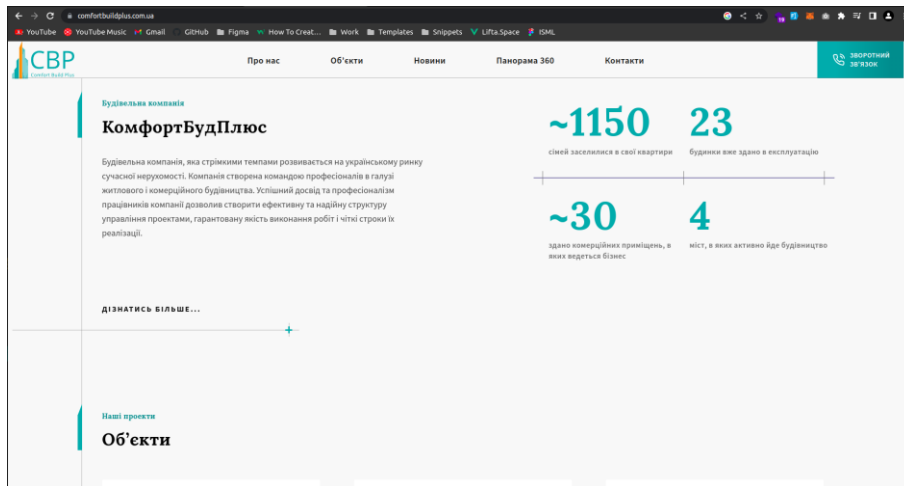 comfortbuildplus.com.ua
YouTube YouTube Music Gmail GitHub Figma How To Creat... Work Templates Snippets Lifta.Space ISML
CBP
Comfort Build Plus
Про нас Об'єкти Новини Панорама 360 Контакти
ЗВОРОТНИЙ
ЗВ'ЯЗОК
Будівельна компанія
КомфортБудПлюс
Будівельна компанія, яка стрімкими темпами розвивається на українському ринку
сучасної нерухомості. Компанія створена командою професіоналів в галузі
житлового і комерційного будівництва. Успішний досвід та професіоналізм
працівників компанії дозволив створити ефективну та надійну структуру
управління проектами, гарантовану якість виконання робіт і чіткі строки їх
реалізації.
ДІЗНАТИСЬ БІЛЬШЕ...
~1150
сімей заселилися в свої квартири
23
будинки вже здано в експлуатацію
~30
здано комерційних приміщень, в
яких ведеться бізнес
4
міст, в яких активно йде будівництво
Наші проекти
Об'єкти